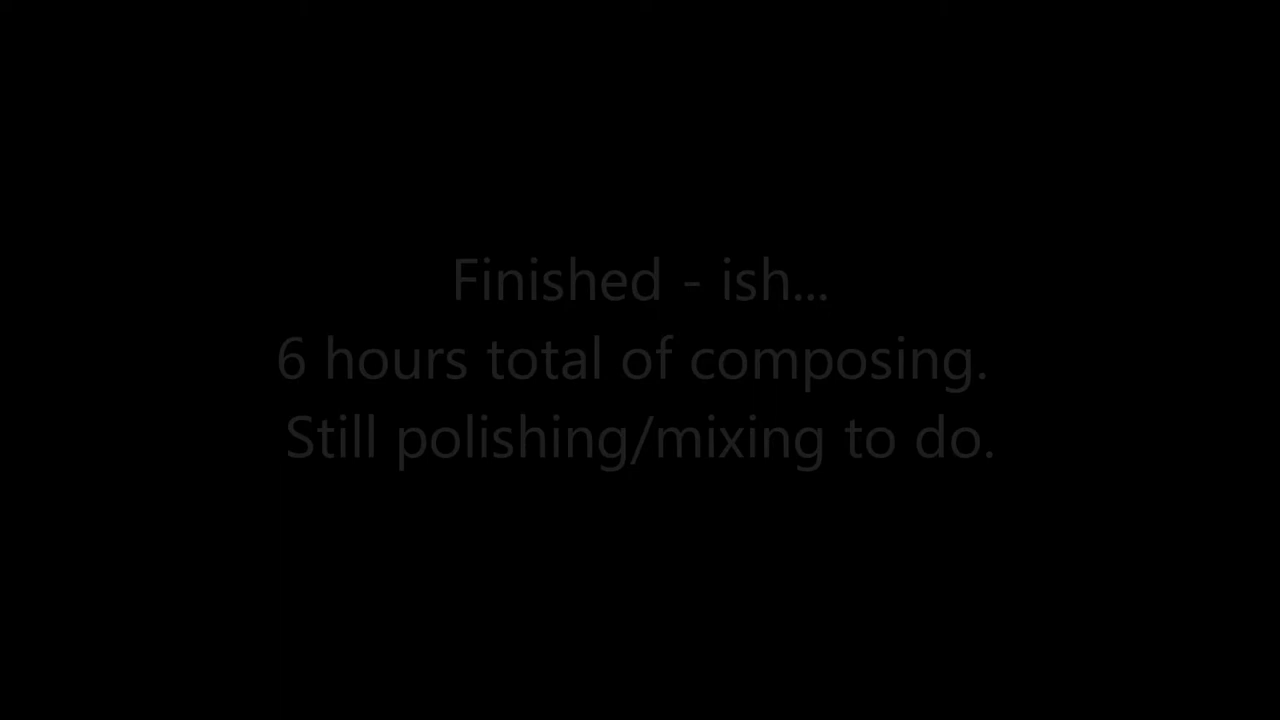 Finished - ish...
6 hours total of composing.
Still polishing/mixing to do.